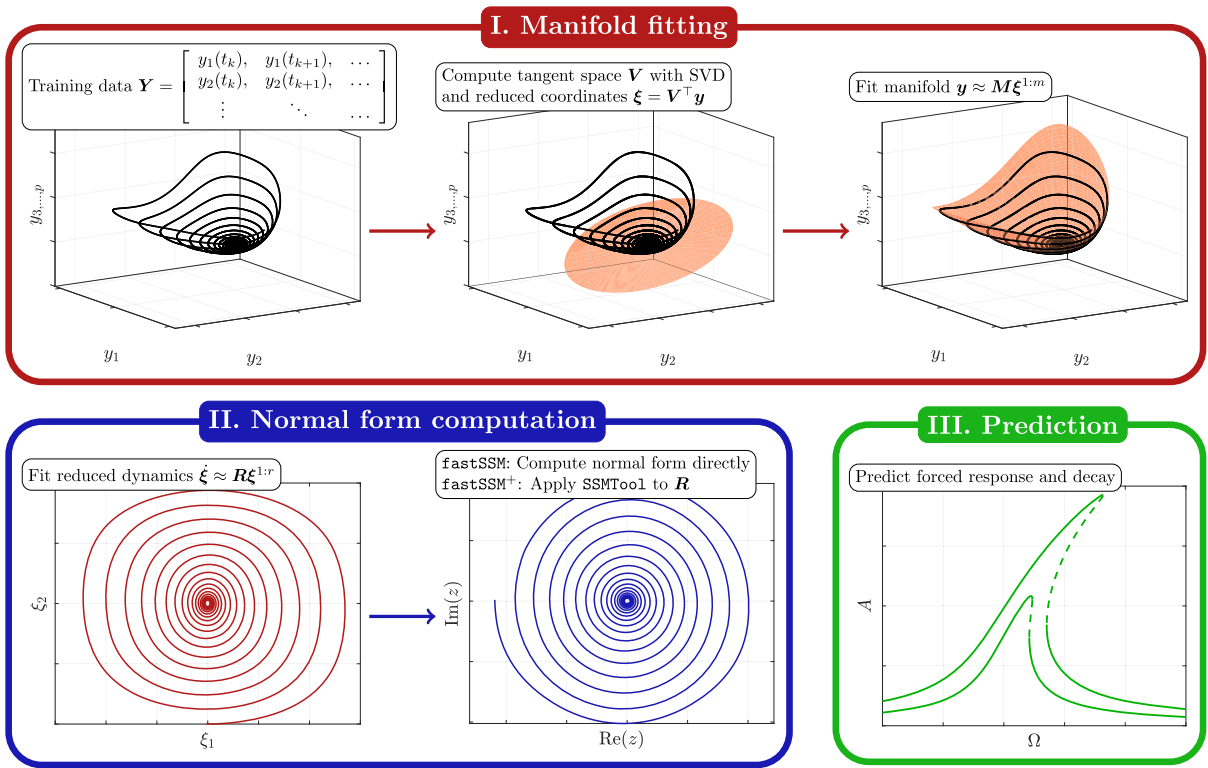 I. Manifold fitting
Training data Y = [ y₁(tₖ), y₁(tₖ₊₁), …
y₂(tₖ), y₂(tₖ₊₁), …
⋮ ⋱ … ]
Compute tangent space V with SVD
and reduced coordinates ξ = V⊤y
Fit manifold y ≈ Mξ¹:ᵐ
y₃,…,ₚ
y₁
y₂
y₃,…,ₚ
y₁
y₂
y₃,…,ₚ
y₁
y₂
II. Normal form computation
Fit reduced dynamics ξ̇ ≈ Rξ¹:ʳ
ξ₂
ξ₁
fastSSM: Compute normal form directly
fastSSM⁺: Apply SSMTool to R
Im(z)
Re(z)
III. Prediction
Predict forced response and decay
A
Ω